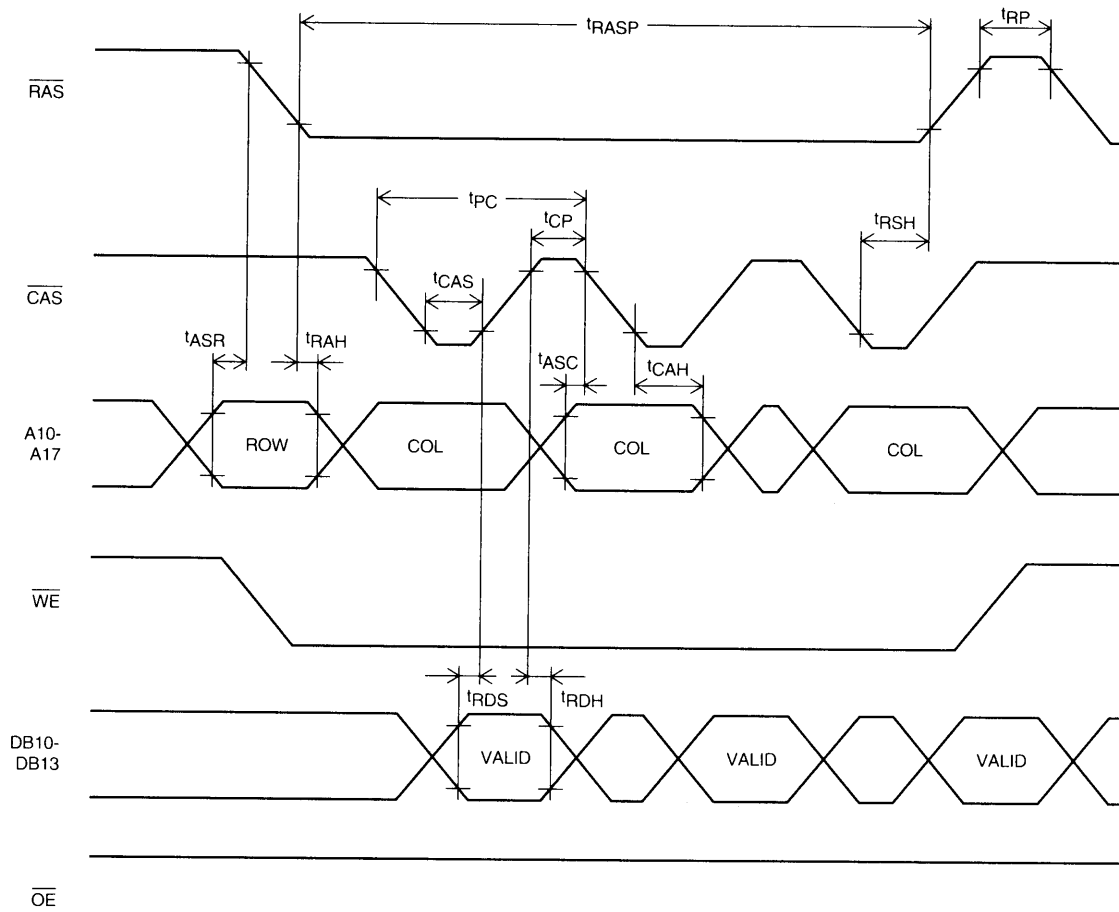 tRASP
tRP
RAS
tPC
tCP
tRSH
CAS
tCAS
tASR
tRAH
tASC
tCAH
A10-
A17
ROW
COL
COL
COL
WE
tRDS
tRDH
DB10-
DB13
VALID
VALID
VALID
OE